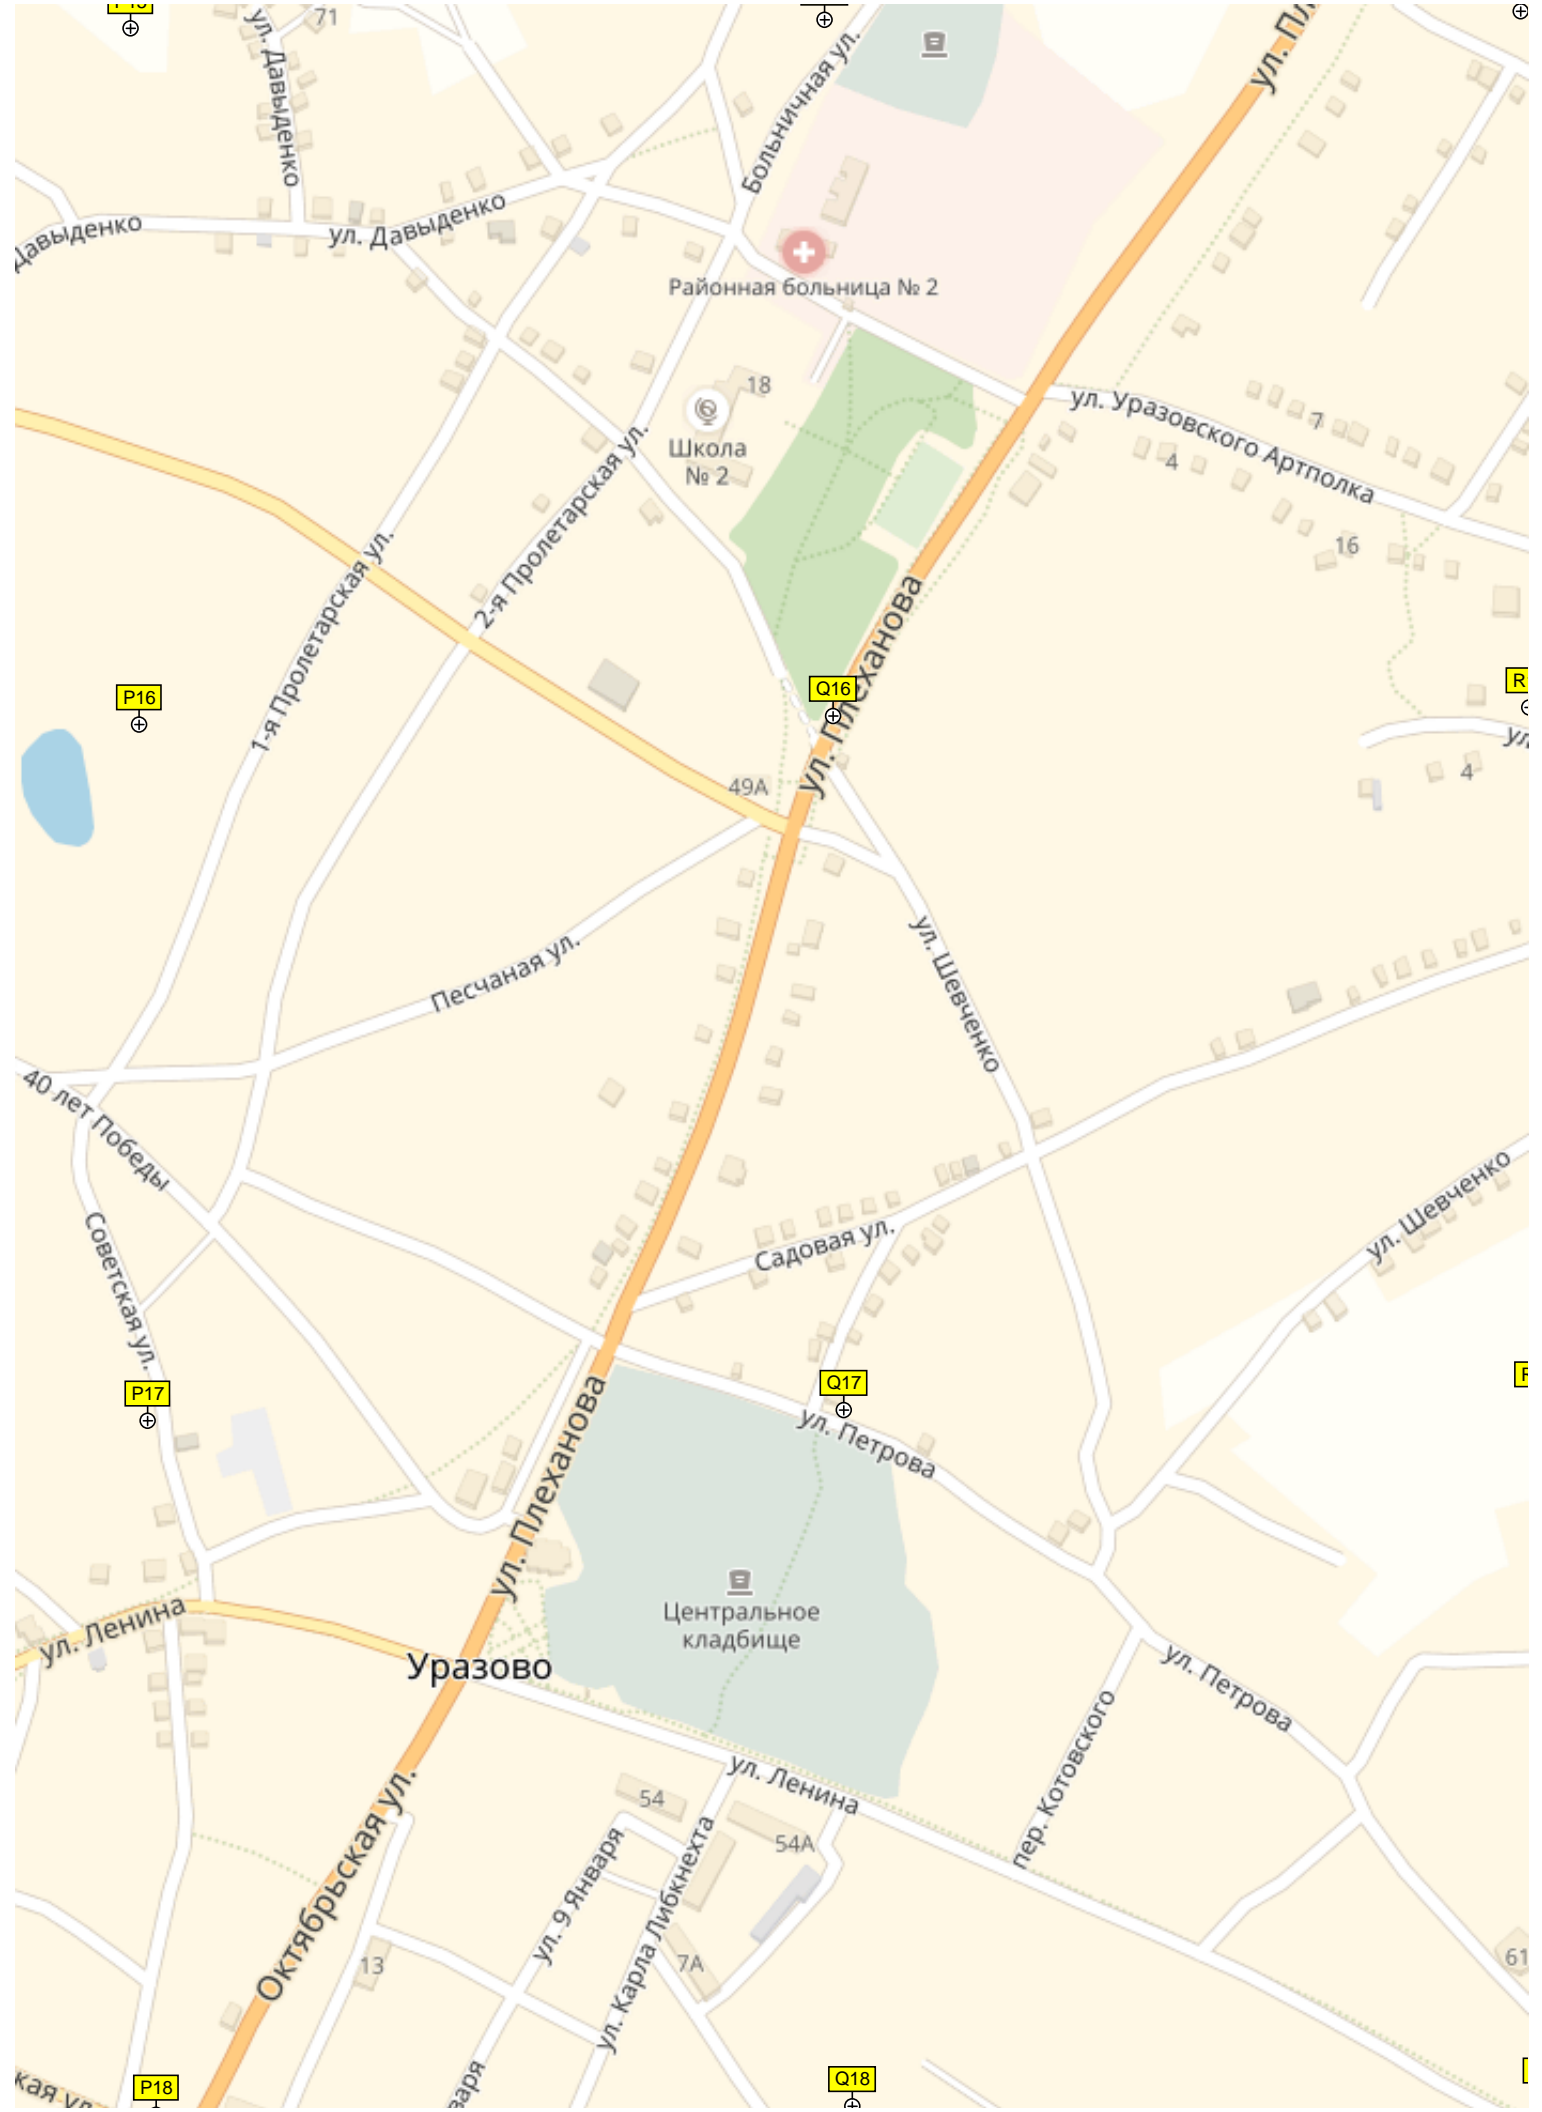 71
ул. Давыденко
Больничная ул.
ул. Давыденко
Районная больница № 2
18
Школа
№ 2
ул. Уразовского Артполка
7
4
16
2-я Пролетарская ул.
1-я Пролетарская ул.
ул. Плеханова
P16
Q16
49А
4
Песчаная ул.
ул. Шевченко
40 лет Победы
Советская ул.
Садовая ул.
ул. Шевченко
P17
Q17
ул. Петрова
ул. Плеханова
Центральное
кладбище
ул. Ленина
Уразово
ул. Петрова
пер. Котовского
ул. Ленина
54
54А
Октябрьская ул.
ул. 9 Января
ул. Карла Либкнехта
7А
13
61
P18
Q18